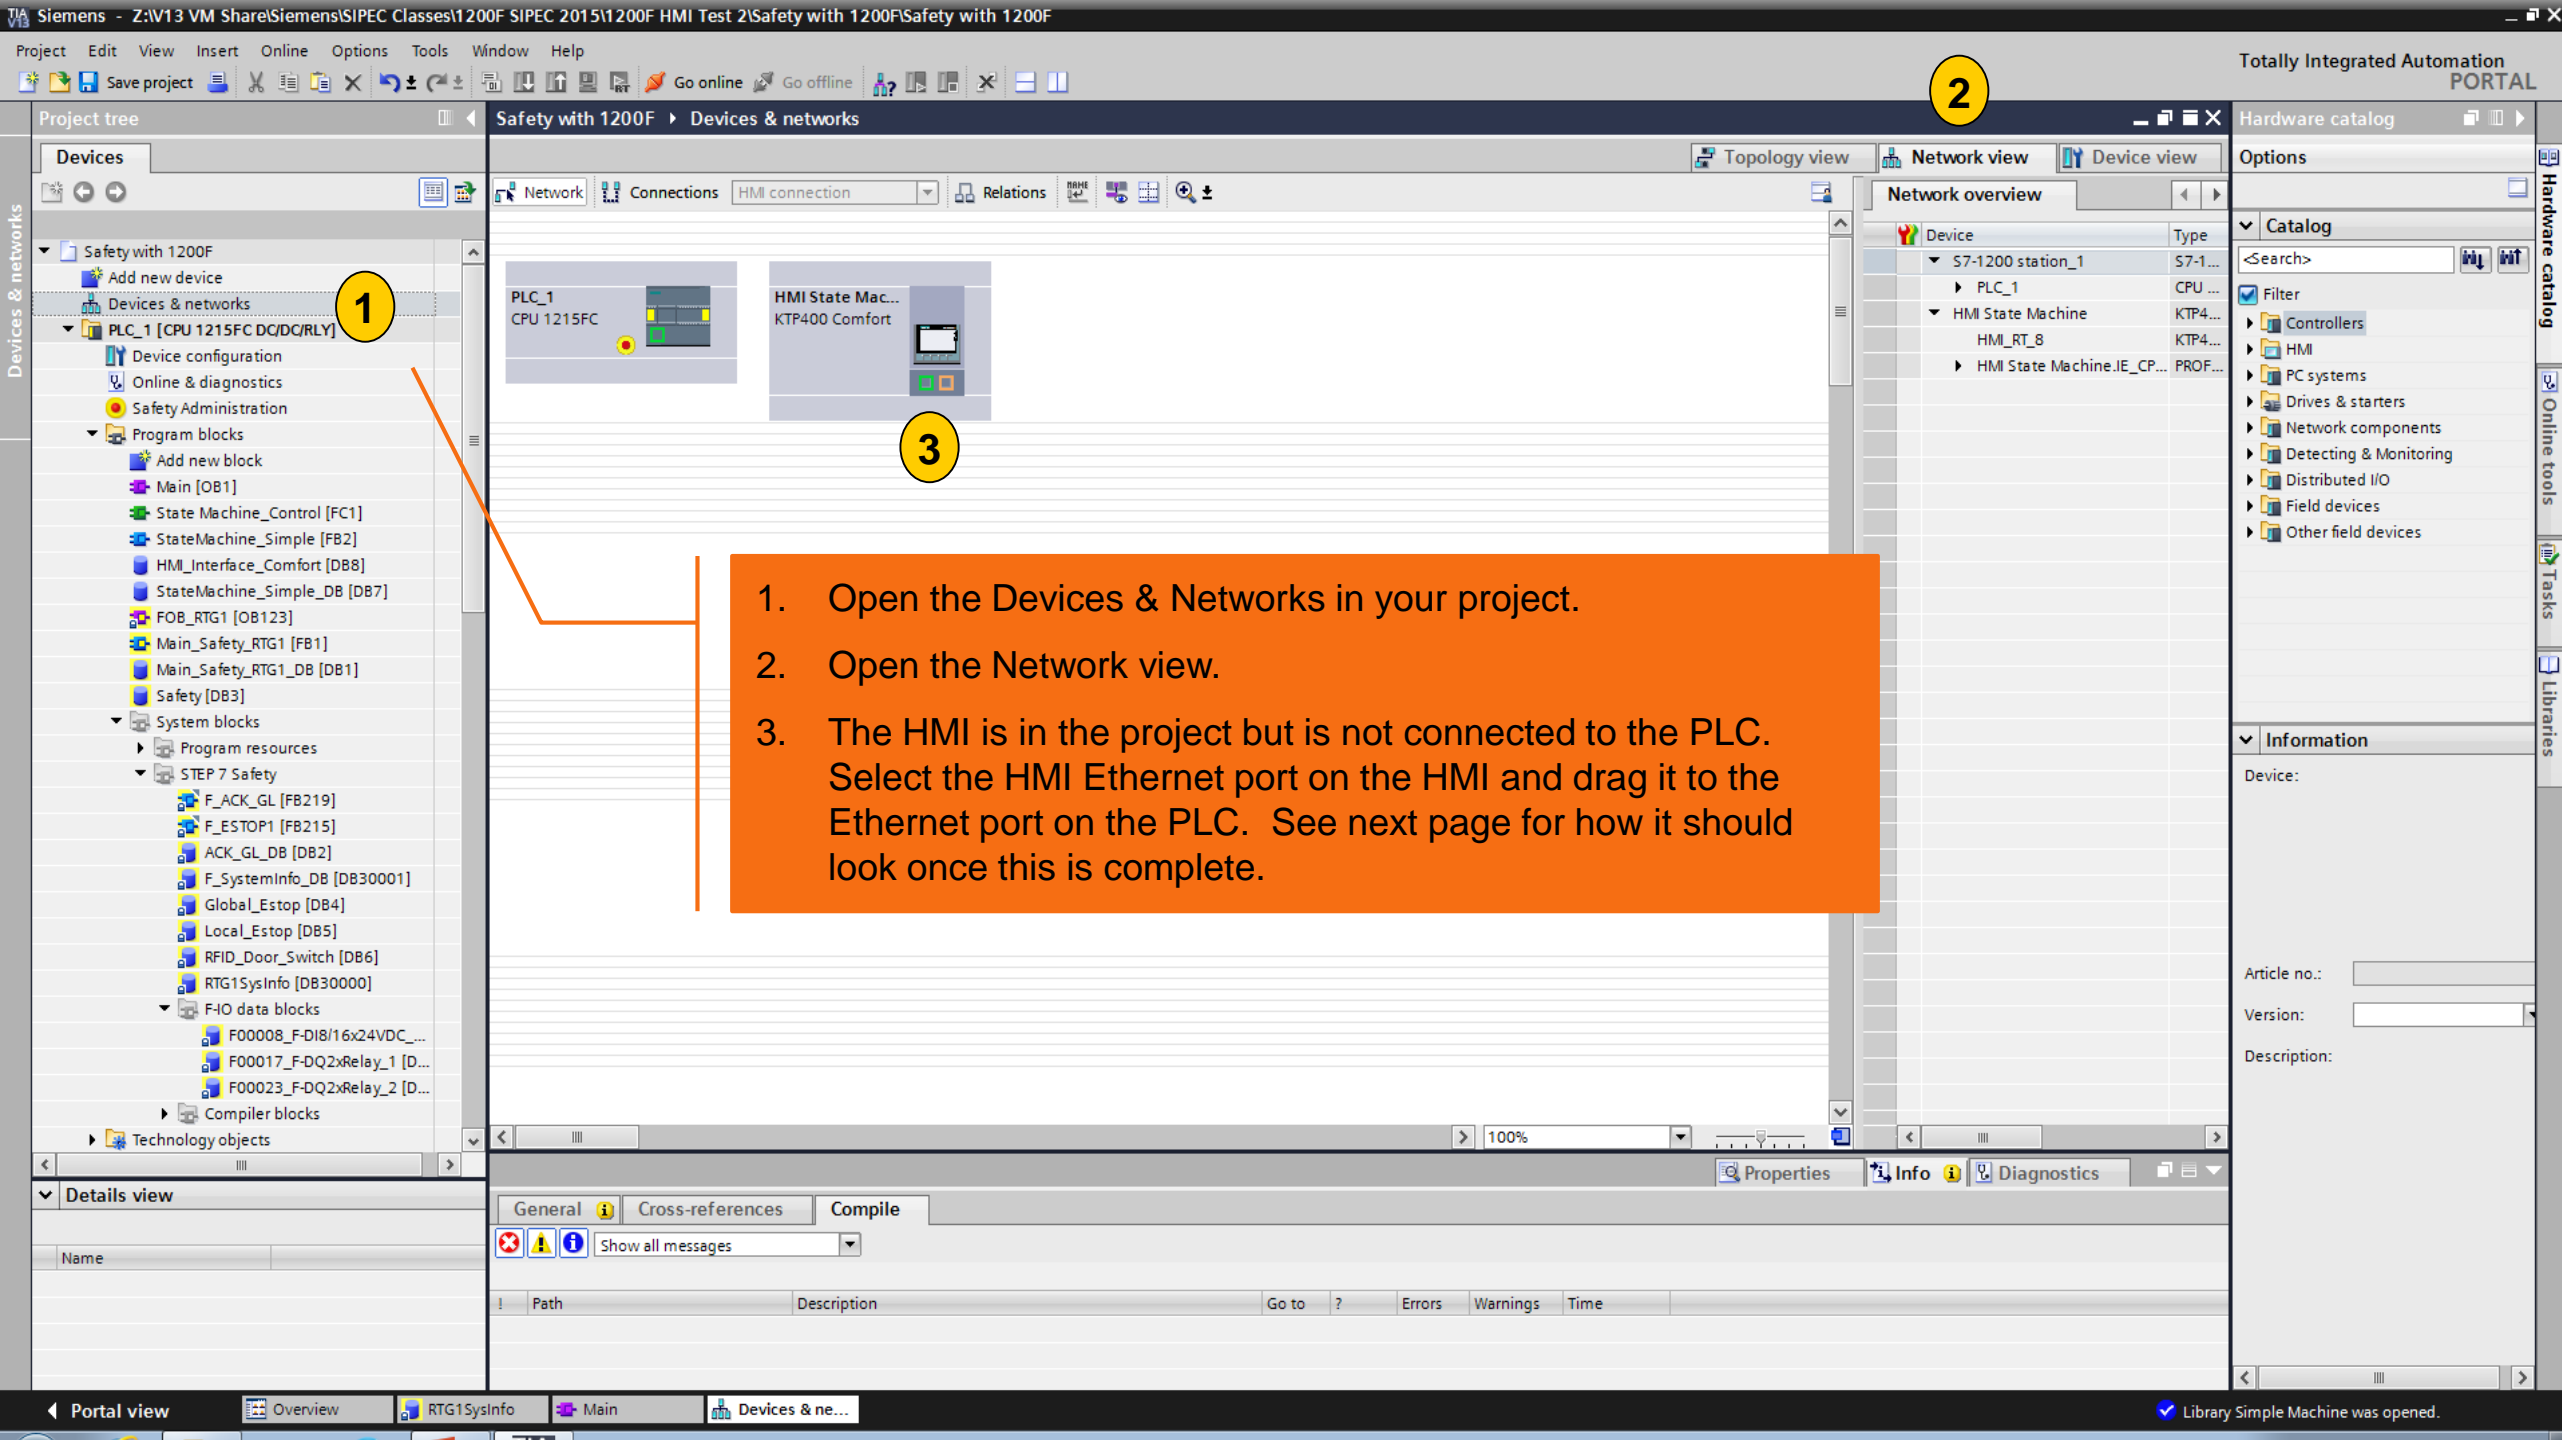 Siemens - Z:\V13 VM Share\Siemens\SIPEC Classes\1200F SIPEC 2015\1200F HMI Test 2\Safety with 1200F\Safety with 1200F
Project Edit View Insert Online Options Tools Window Help
Totally Integrated Automation
PORTAL
Save project Go online Go offline
2
Project tree
Safety with 1200F Devices & networks
Hardware catalog
Devices
Topology view Network view Device view
Options
Network Connections HMI connection Relations
Network overview
Device Type
S7-1200 station_1 S7-1...
PLC_1 CPU ...
HMI State Machine KTP4...
HMI_RT_8 KTP4...
HMI State Machine.IE_CP... PROF...
Catalog
<Search>
Filter
Controllers
HMI
PC systems
Drives & starters
Network components
Detecting & Monitoring
Distributed I/O
Field devices
Other field devices
Devices & networks
Safety with 1200F
Add new device
Devices & networks
1
PLC_1 [CPU 1215FC DC/DC/RLY]
Device configuration
Online & diagnostics
Safety Administration
Program blocks
Add new block
Main [OB1]
State Machine_Control [FC1]
StateMachine_Simple [FB2]
HMI_Interface_Comfort [DB8]
StateMachine_Simple_DB [DB7]
FOB_RTG1 [OB123]
Main_Safety_RTG1 [FB1]
Main_Safety_RTG1_DB [DB1]
Safety [DB3]
System blocks
Program resources
STEP 7 Safety
F_ACK_GL [FB219]
F_ESTOP1 [FB215]
ACK_GL_DB [DB2]
F_SystemInfo_DB [DB30001]
Global_Estop [DB4]
Local_Estop [DB5]
RFID_Door_Switch [DB6]
RTG1SysInfo [DB30000]
F-IO data blocks
F00008_F-DI8/16x24VDC_...
F00017_F-DQ2xRelay_1 [D...
F00023_F-DQ2xRelay_2 [D...
Compiler blocks
Technology objects
PLC_1
CPU 1215FC
HMI State Mac...
KTP400 Comfort
3
1. Open the Devices & Networks in your project.
2. Open the Network view.
3. The HMI is in the project but is not connected to the PLC.
Select the HMI Ethernet port on the HMI and drag it to the
Ethernet port on the PLC. See next page for how it should
look once this is complete.
Hardware catalog
Online tools
Tasks
Libraries
Information
Device:
Article no.:
Version:
Description:
100%
Properties Info Diagnostics
Details view
Name
General Cross-references Compile
Show all messages
! Path Description Go to ? Errors Warnings Time
Portal view Overview RTG1SysInfo Main Devices & ne...
Library Simple Machine was opened.